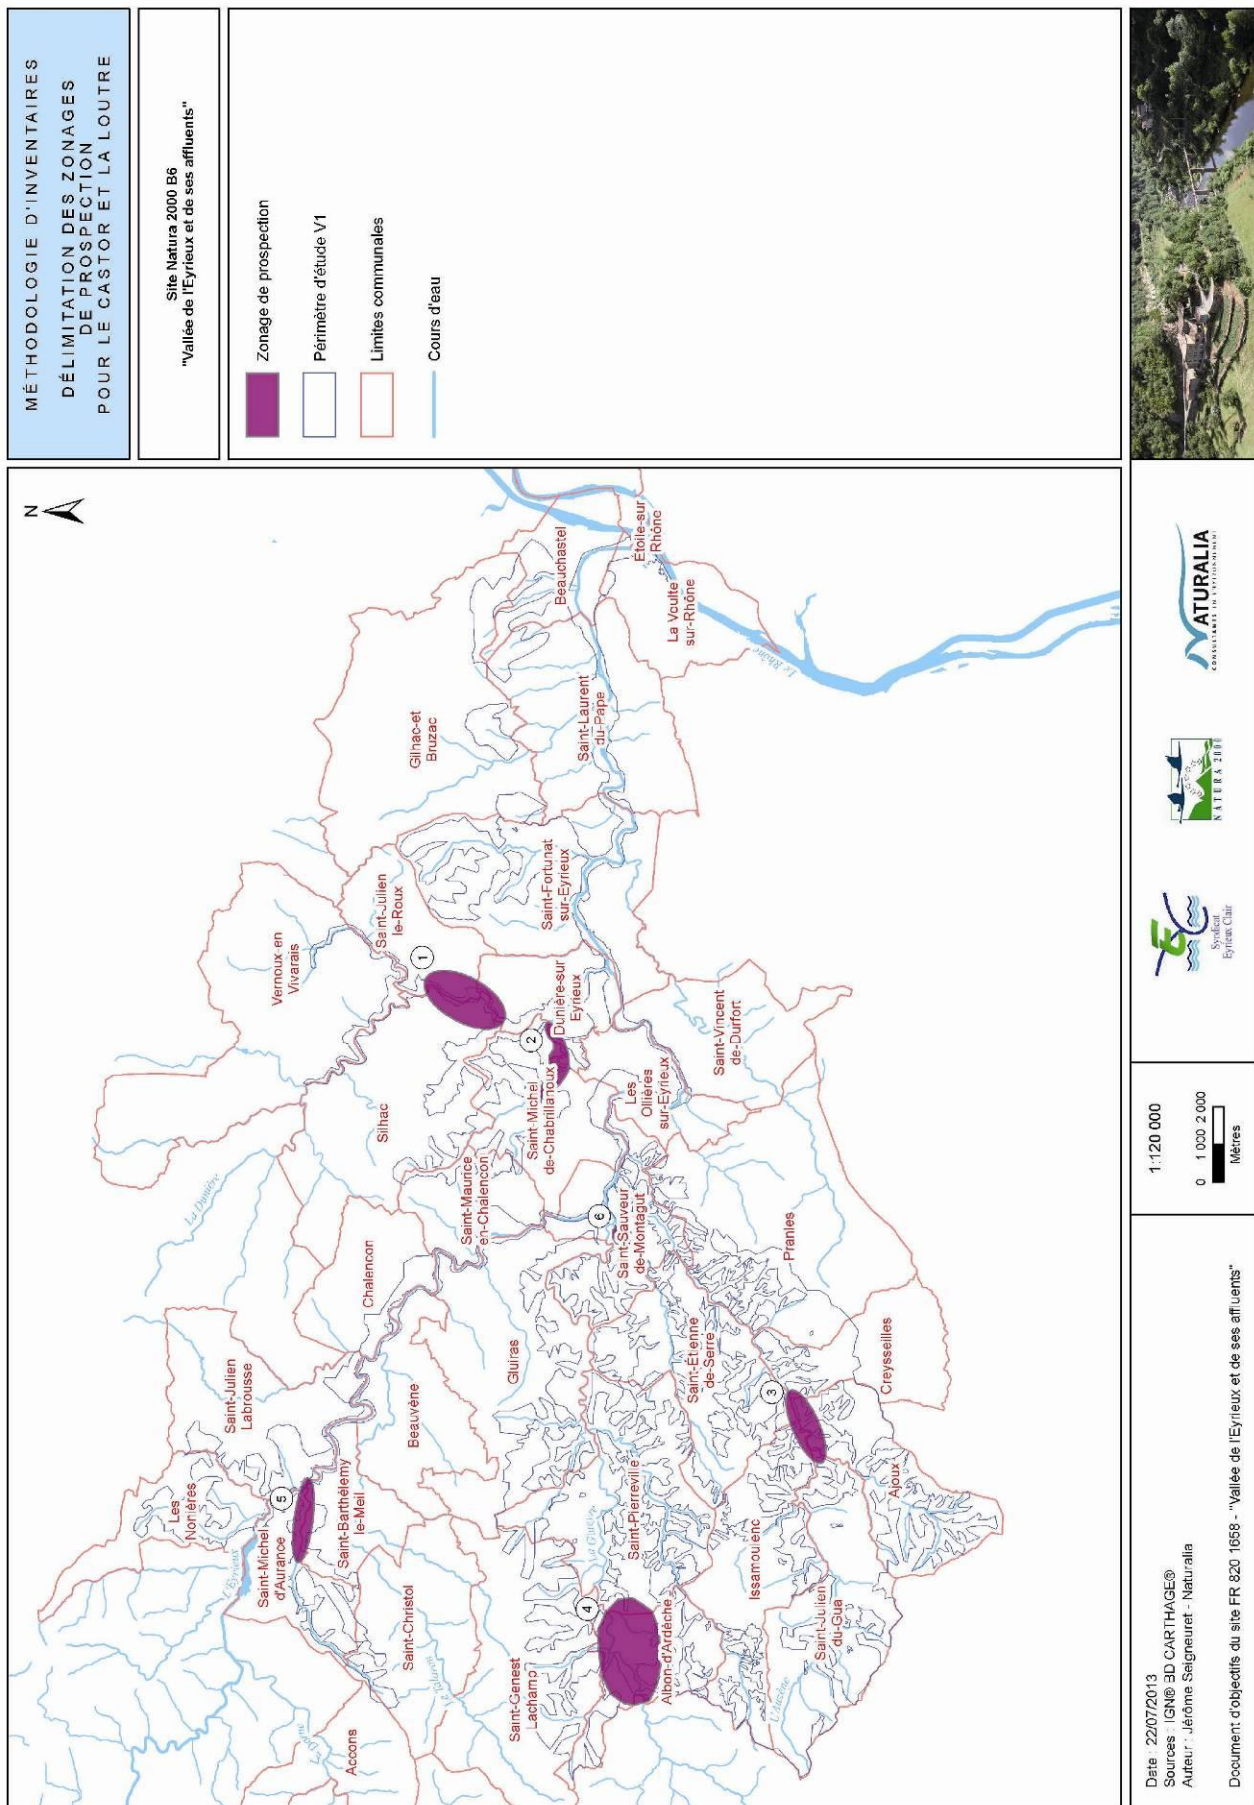 MÉTHODOLOGIE D'INVENTAIRES
DÉLIMITATION DES ZONAGES
DE PROSPECTION
POUR LE CASTOR ET LA LOUTRE
Site Natura 2000 B6
"Vallée de l'Eyrieux et de ses affluents"
Zonage de prospection
Périmètre d'étude V1
Limites communales
Cours d'eau
N
Vernoux-en
Vivarais
Saint-Julien
le-Roux
Gilhac-et
Bruzac
Beauchastel
Étoile-sur
Rhône
La Voulte
sur-Rhône
Le Rhône
Saint-Laurent
du-Pape
Saint-Fortunat
sur-Eyrieux
1
2
Dunière-sur
Eyrieux
Saint-Michel
de-Chabrillanoux
Silhac
La Dunière
Saint-Vincent
de-Durfort
Les
Ollières
sur-Eyrieux
Saint-Maurice
en-Chalencon
Chalencon
6
Saint-Sauveur
de-Montagut
Pranles
Gluiras
Saint-Étienne
de-Serre
Creysseilles
3
Saint-Julien
Labrousse
Beauvène
Les
Nonières
5
Saint-Barthélemy
le-Meil
Saint-Michel
d'Aurance
L'Eyrieux
Saint-Christol
Saint-Pierreville
La Glueyre
4
Issamoulenc
Ajoux
Saint-Julien
du-Gua
L'Auzène
Albon-d'Ardèche
Saint-Genest
Lachamp
Accons
Date : 22/07/2013
Sources : IGN® BD CARTHAGE®
Auteur : Jérôme Seigneuret - Naturalia
Document d'objectifs du site FR 820 1658 - "Vallée de l'Eyrieux et de ses affluents"
1:120 000
0 1 000 2 000
Mètres
Syndicat
Eyrieux Clair
NATURA 2000
NATURALIA
CONSULTANTS EN ENVIRONNEMENT